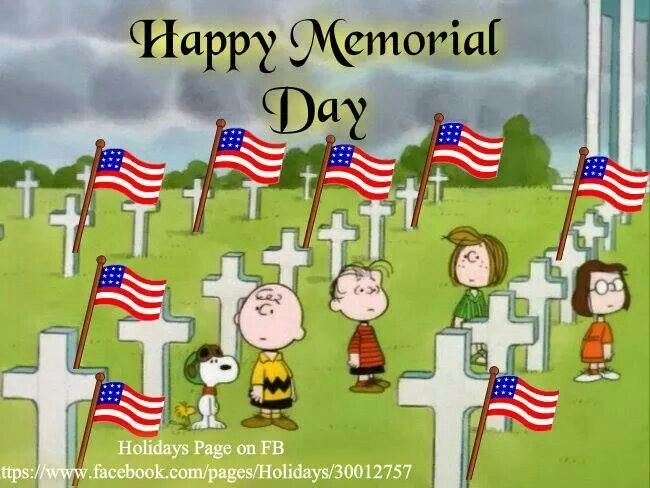 Happy Memorial
Day
Holidays Page on FB
ttps://www.facebook.com/pages/Holidays/30012757